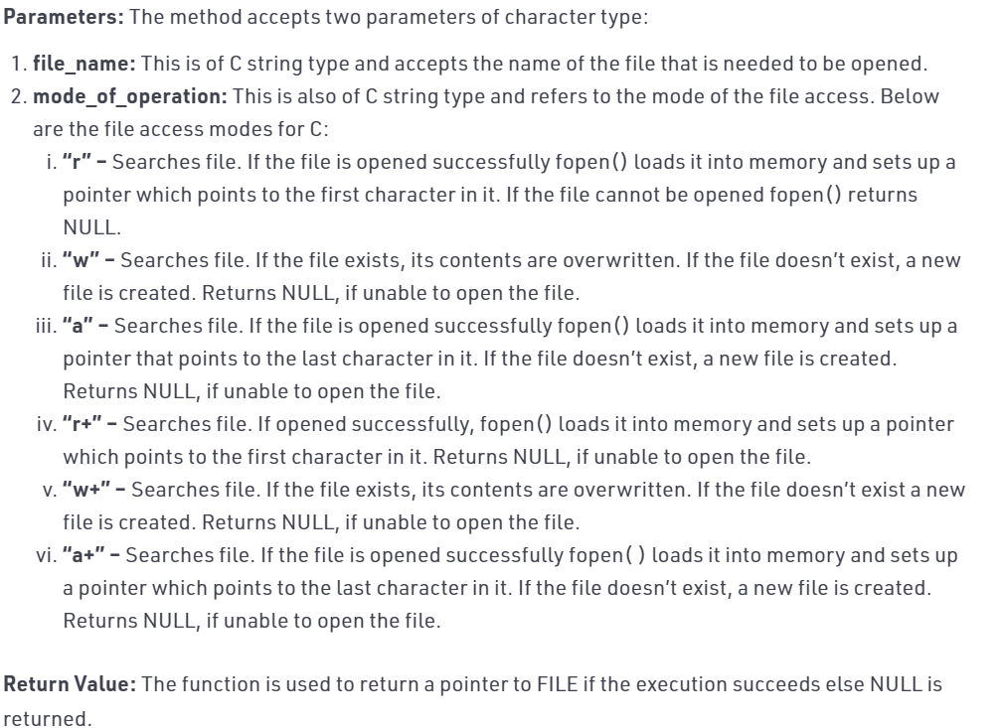 Parameters: The method accepts two parameters of character type:
1. file_name: This is of C string type and accepts the name of the file that is needed to be opened.
2. mode_of_operation: This is also of C string type and refers to the mode of the file access. Below
are the file access modes for C:
i. “r” – Searches file. If the file is opened successfully fopen() loads it into memory and sets up a
pointer which points to the first character in it. If the file cannot be opened fopen() returns
NULL.
ii. “w” – Searches file. If the file exists, its contents are overwritten. If the file doesn’t exist, a new
file is created. Returns NULL, if unable to open the file.
iii. “a” – Searches file. If the file is opened successfully fopen() loads it into memory and sets up a
pointer that points to the last character in it. If the file doesn’t exist, a new file is created.
Returns NULL, if unable to open the file.
iv. “r+” – Searches file. If opened successfully, fopen() loads it into memory and sets up a pointer
which points to the first character in it. Returns NULL, if unable to open the file.
v. “w+” – Searches file. If the file exists, its contents are overwritten. If the file doesn’t exist a new
file is created. Returns NULL, if unable to open the file.
vi. “a+” – Searches file. If the file is opened successfully fopen( ) loads it into memory and sets up
a pointer which points to the last character in it. If the file doesn’t exist, a new file is created.
Returns NULL, if unable to open the file.
Return Value: The function is used to return a pointer to FILE if the execution succeeds else NULL is
returned.